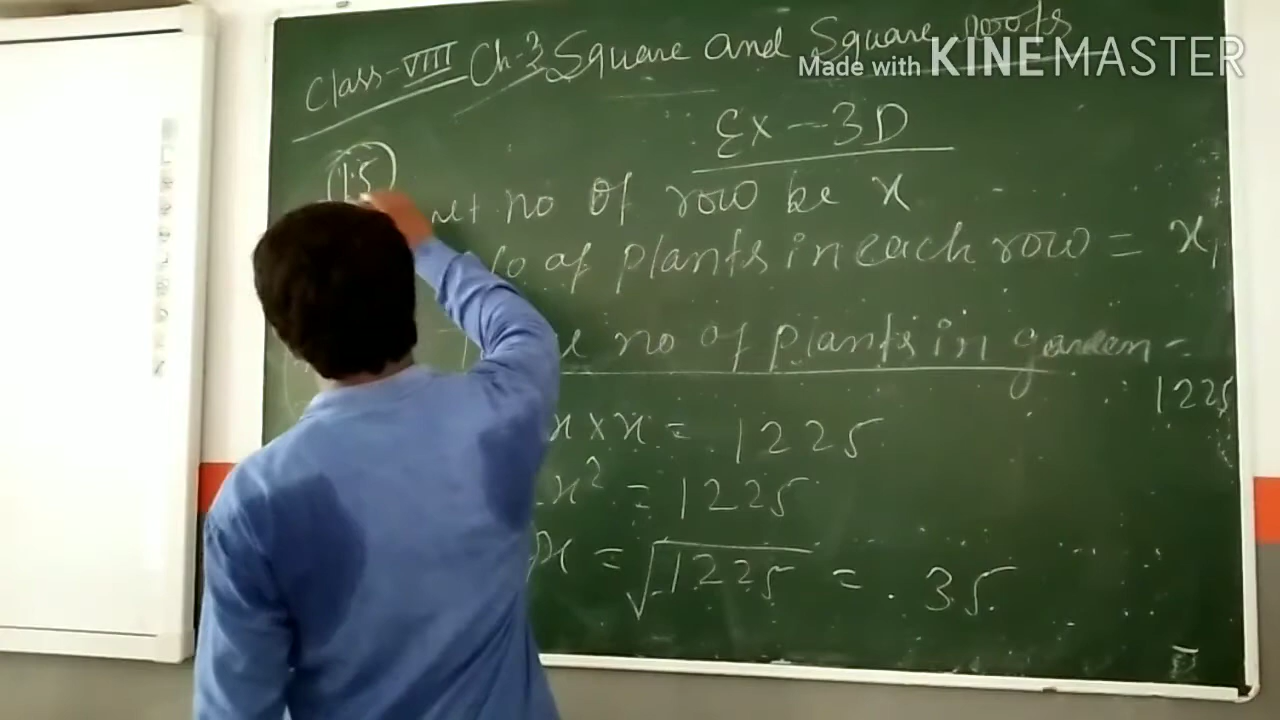 Class-VIII Ch-3 Square and Square roots
Made with KINEMASTER
Ex-3D
15
no of row be x
of plants in each row = x
no of plants in garden =
1225
x×x = 1225
x² = 1225
x = √1225 = 35